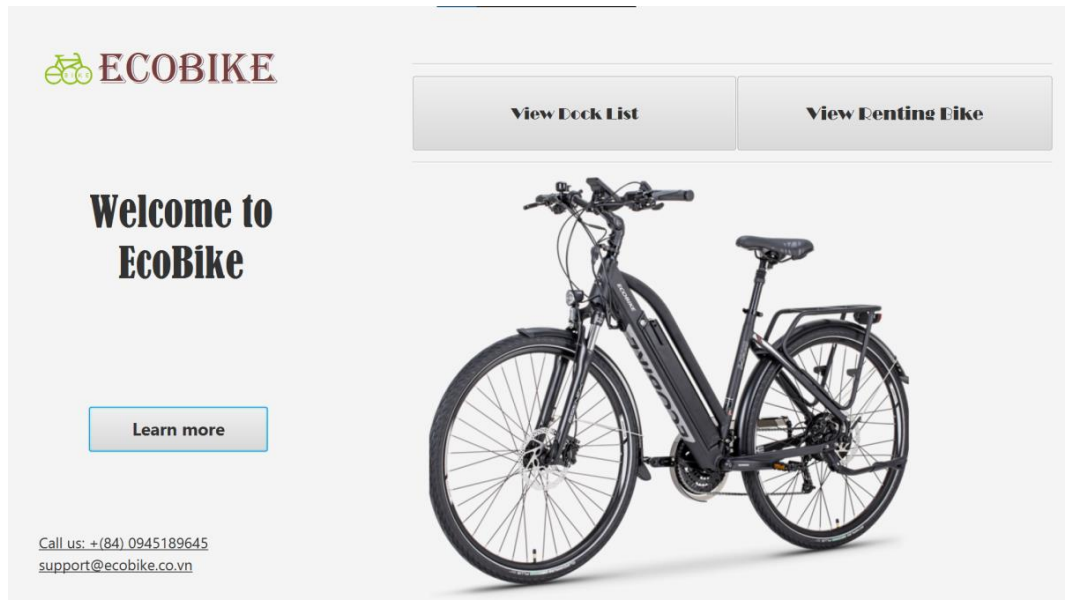 ECOBIKE
View Dock List
View Renting Bike
Welcome to
EcoBike
Learn more
Call us: +(84) 0945189645
support@ecobike.co.vn
ECOBIKE